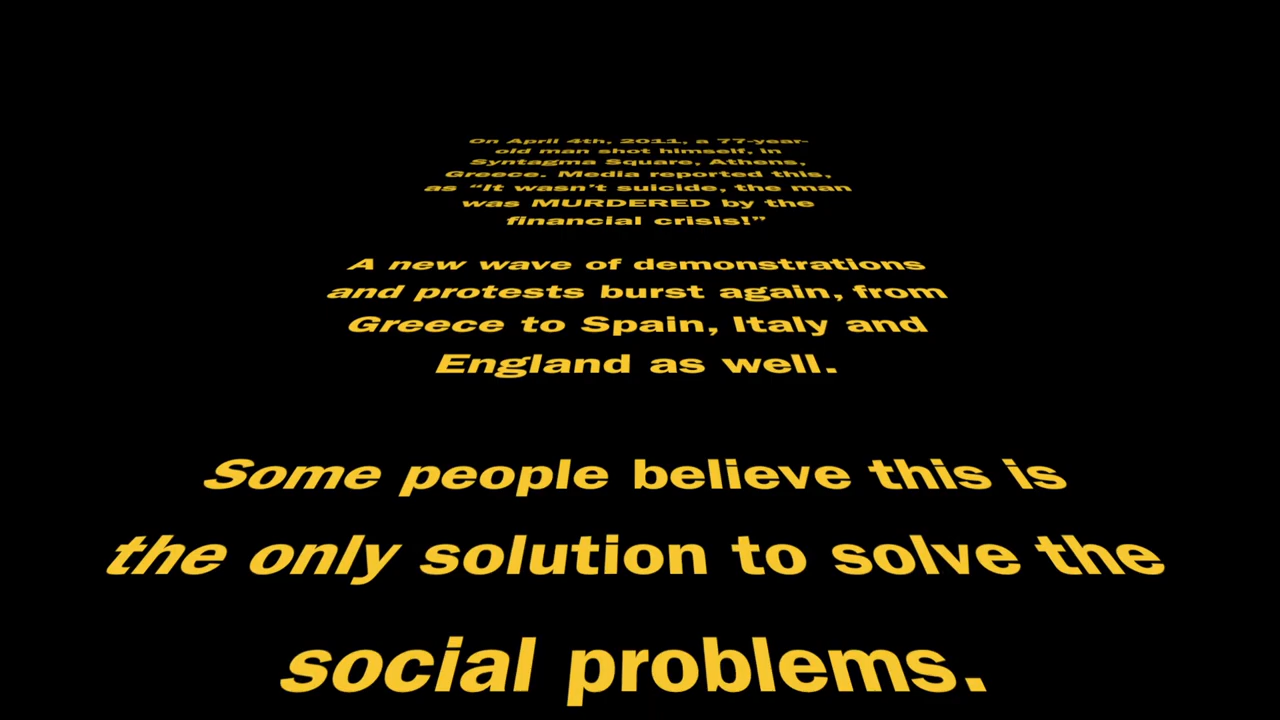 On April 4th, 2011, a 77-year-
old man shot himself, in
Syntagma Square, Athens,
Greece. Media reported this,
as “It wasn’t suicide, the man
was MURDERED by the
financial crisis!”
A new wave of demonstrations
and protests burst again, from
Greece to Spain, Italy and
England as well.
Some people believe this is
the only solution to solve the
social problems.